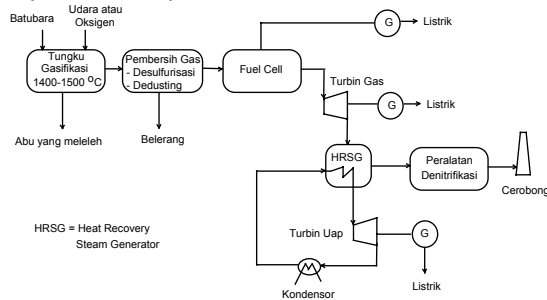 Batubara
Udara atau
Oksigen
Tungku
Gasifikasi
1400-1500 ºC
Pembersih Gas
- Desulfurisasi
- Dedusting
Fuel Cell
G
Listrik
Turbin Gas
G
Listrik
Abu yang meleleh
Belerang
HRSG
Peralatan
Denitrifikasi
Cerobong
HRSG = Heat Recovery
Steam Generator
Turbin Uap
G
Listrik
Kondensor